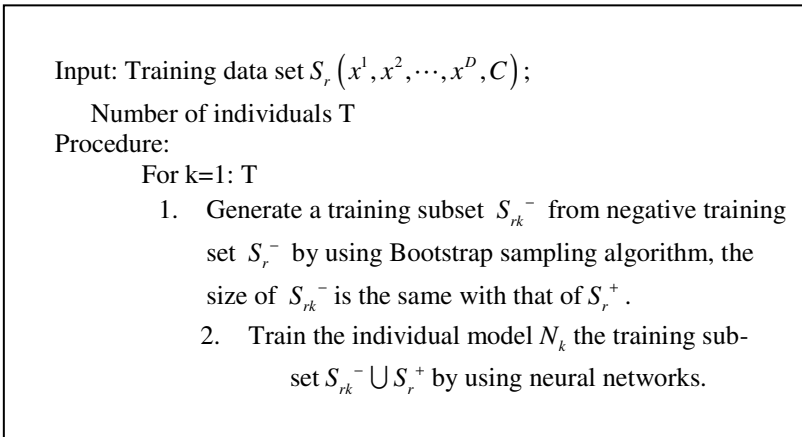 Input: Training data set S_r (x^1, x^2, ⋯, x^D, C);
Number of individuals T
Procedure:
For k=1: T
1. Generate a training subset S_rk^- from negative training
set S_r^- by using Bootstrap sampling algorithm, the
size of S_rk^- is the same with that of S_r^+.
2. Train the individual model N_k the training sub-
set S_rk^- ⋃ S_r^+ by using neural networks.